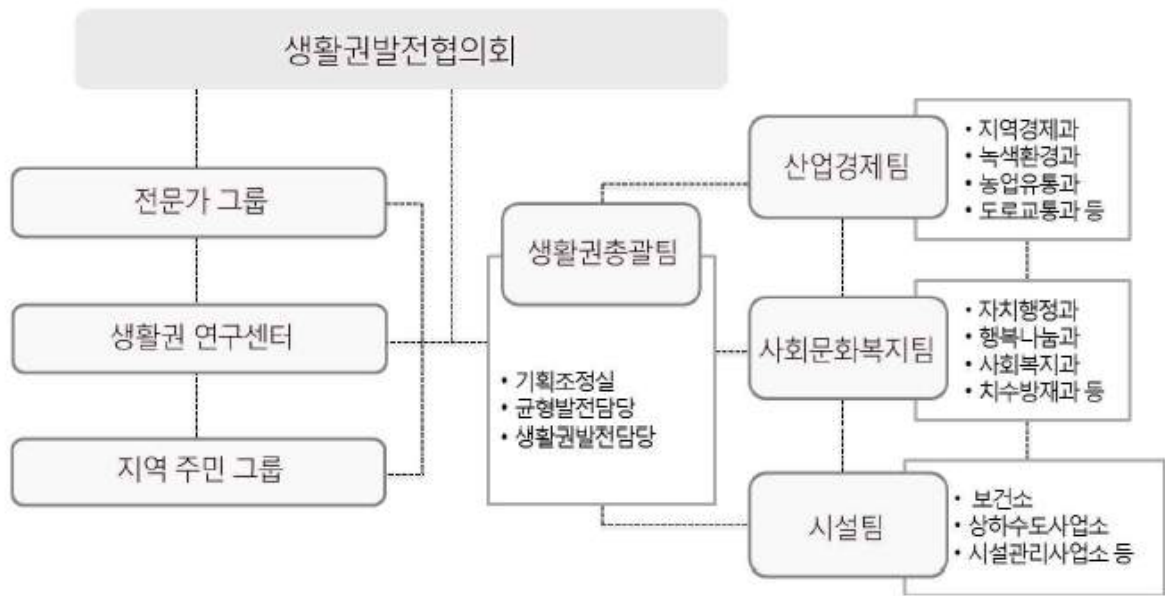 생활권발전협의회
전문가 그룹
생활권 연구센터
지역 주민 그룹
생활권총괄팀
• 기획조정실
• 균형발전담당
• 생활권발전담당
산업경제팀
• 지역경제과
• 녹색환경과
• 농업유통과
• 도로교통과 등
사회문화복지팀
• 자치행정과
• 행복나눔과
• 사회복지과
• 치수방재과 등
시설팀
• 보건소
• 상하수도사업소
• 시설관리사업소 등